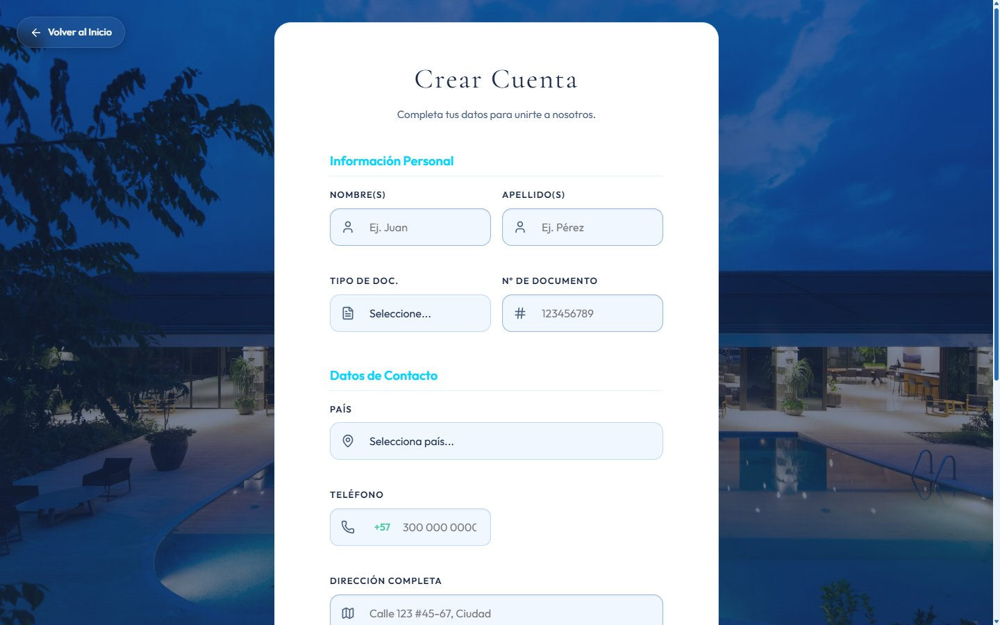 Volver al Inicio
Crear Cuenta
Completa tus datos para unirte a nosotros.
Información Personal
NOMBRE(S)
APELLIDO(S)
Ej. Juan
Ej. Pérez
TIPO DE DOC.
N° DE DOCUMENTO
Seleccione...
123456789
Datos de Contacto
PAÍS
Selecciona país...
TELÉFONO
+57 300 000 0000
DIRECCIÓN COMPLETA
Calle 123 #45-67, Ciudad